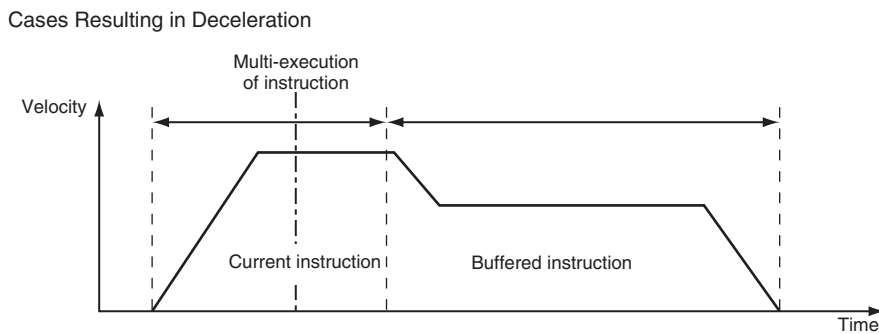 Cases Resulting in Deceleration
Multi-execution
of instruction
Velocity
Current instruction
Buffered instruction
Time